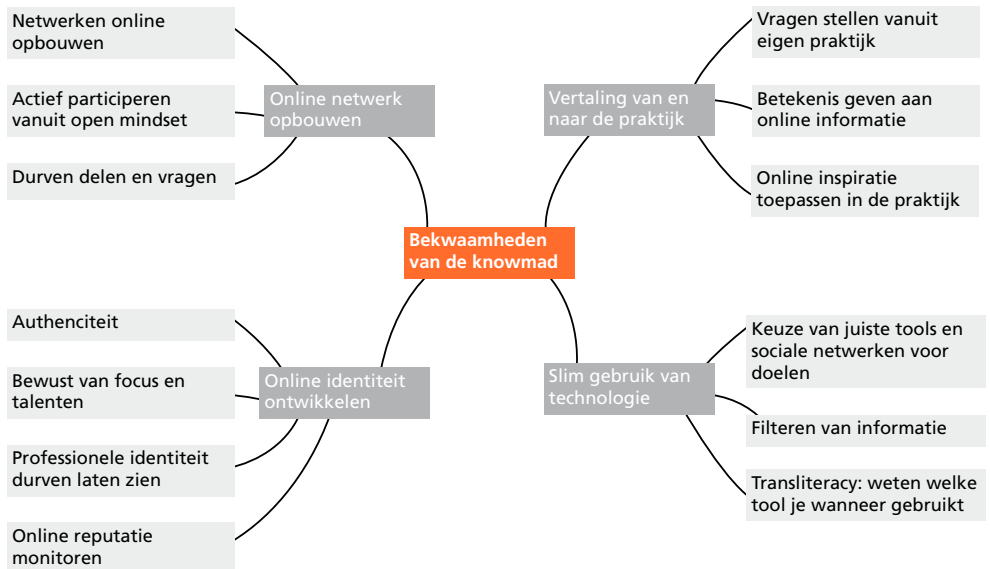 Netwerken online
opbouwen
Actief participeren
vanuit open mindset
Durven delen en vragen
Online netwerk
opbouwen
Vertaling van en
naar de praktijk
Vragen stellen vanuit
eigen praktijk
Betekenis geven aan
online informatie
Online inspiratie
toepassen in de praktijk
Bekwaamheden
van de knowmad
Authenciteit
Bewust van focus en
talenten
Professionele identiteit
durven laten zien
Online reputatie
monitoren
Online identiteit
ontwikkelen
Slim gebruik van
technologie
Keuze van juiste tools en
sociale netwerken voor
doelen
Filteren van informatie
Transliteracy: weten welke
tool je wanneer gebruikt